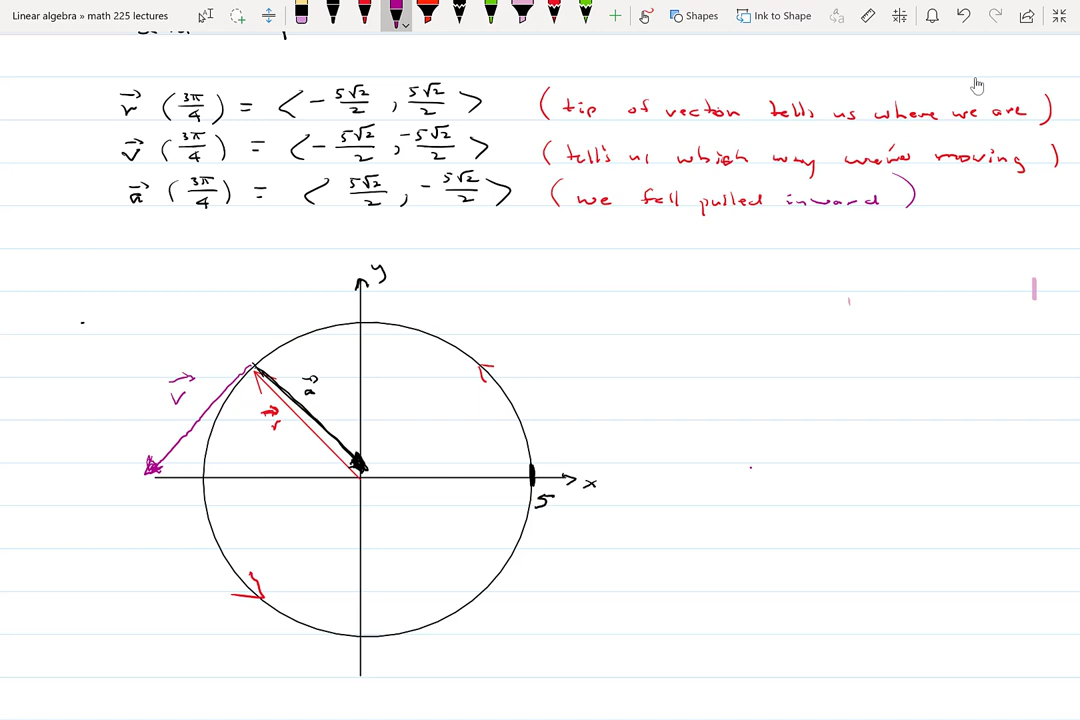 Linear algebra » math 225 lectures
Shapes
Ink to Shape
r⃗ (3π/4) = < -5√2/2 , 5√2/2 > (tip of vector tells us where we are)
v⃗ (3π/4) = < -5√2/2 , -5√2/2 > (tells us which way we're moving)
a⃗ (3π/4) = < 5√2/2 , -5√2/2 > (we fell pulled inward)
y
v⃗
a⃗
r⃗
x
5